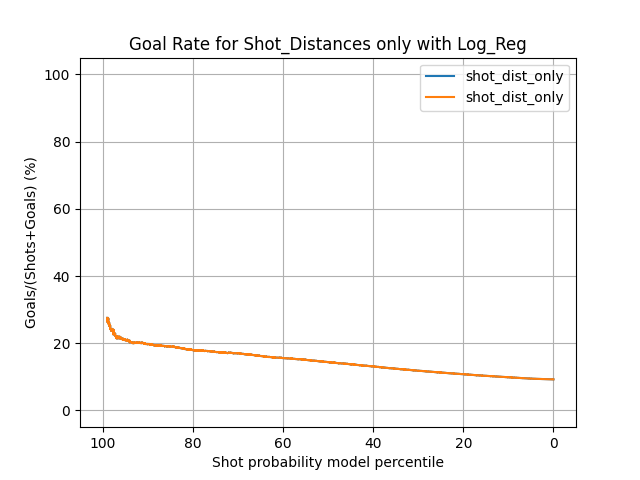 Goal Rate for Shot_Distances only with Log_Reg
shot_dist_only
shot_dist_only
Goals/(Shots+Goals) (%)
100
80
60
40
20
0
100 80 60 40 20 0
Shot probability model percentile